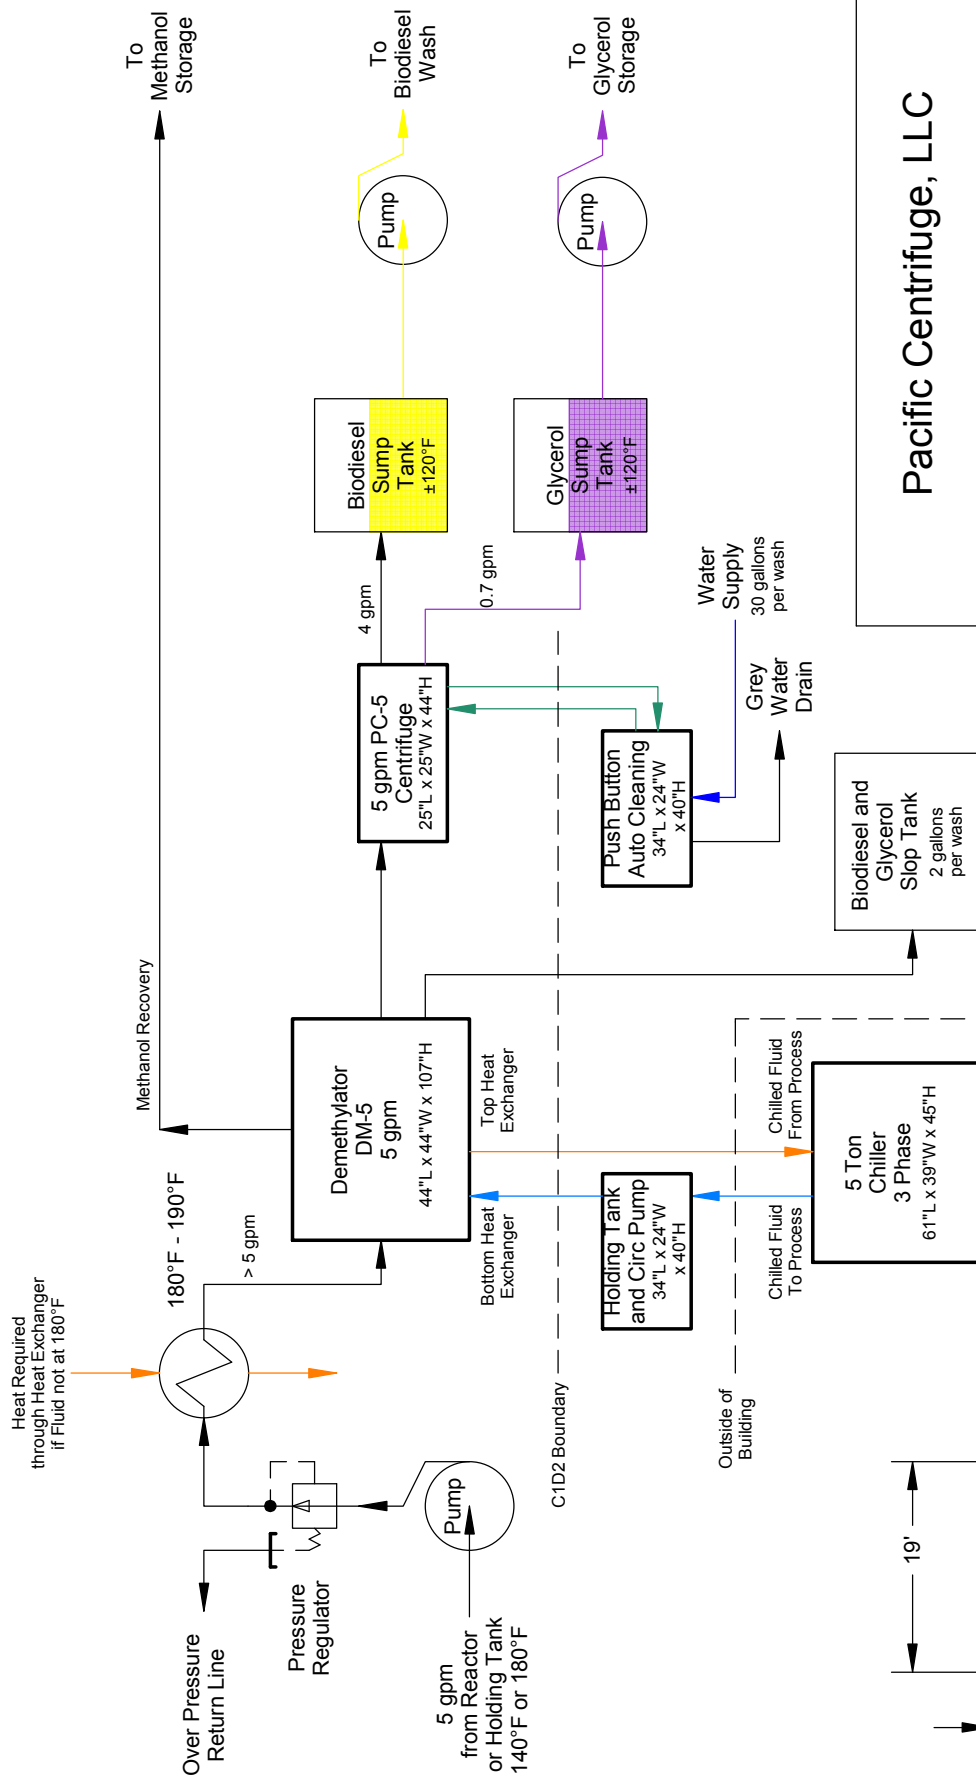 Heat Required
through Heat Exchanger
if Fluid not at 180°F
Over Pressure
Return Line
Pressure
Regulator
5 gpm
from Reactor
or Holding Tank
140°F or 180°F
Pump
180°F - 190°F
> 5 gpm
Methanol Recovery
To
Methanol
Storage
Demethylator
DM-5
5 gpm
44"L x 44"W x 107"H
Bottom Heat
Exchanger
Top Heat
Exchanger
5 gpm PC-5
Centrifuge
25"L x 25"W x 44"H
4 gpm
0.7 gpm
Biodiesel
Sump
Tank
±120°F
Pump
To
Biodiesel
Wash
Glycerol
Sump
Tank
±120°F
Pump
To
Glycerol
Storage
C1D2 Boundary
Holding Tank
and Circ Pump
34"L x 24"W
x 40"H
Push Button
Auto Cleaning
34"L x 24"W
x 40"H
Water
Supply
30 gallons
per wash
Grey
Water
Drain
Outside of
Building
Chilled Fluid
To Process
Chilled Fluid
From Process
5 Ton
Chiller
3 Phase
61"L x 39"W x 45"H
Biodiesel and
Glycerol
Slop Tank
2 gallons
per wash
19'
Pacific Centrifuge, LLC